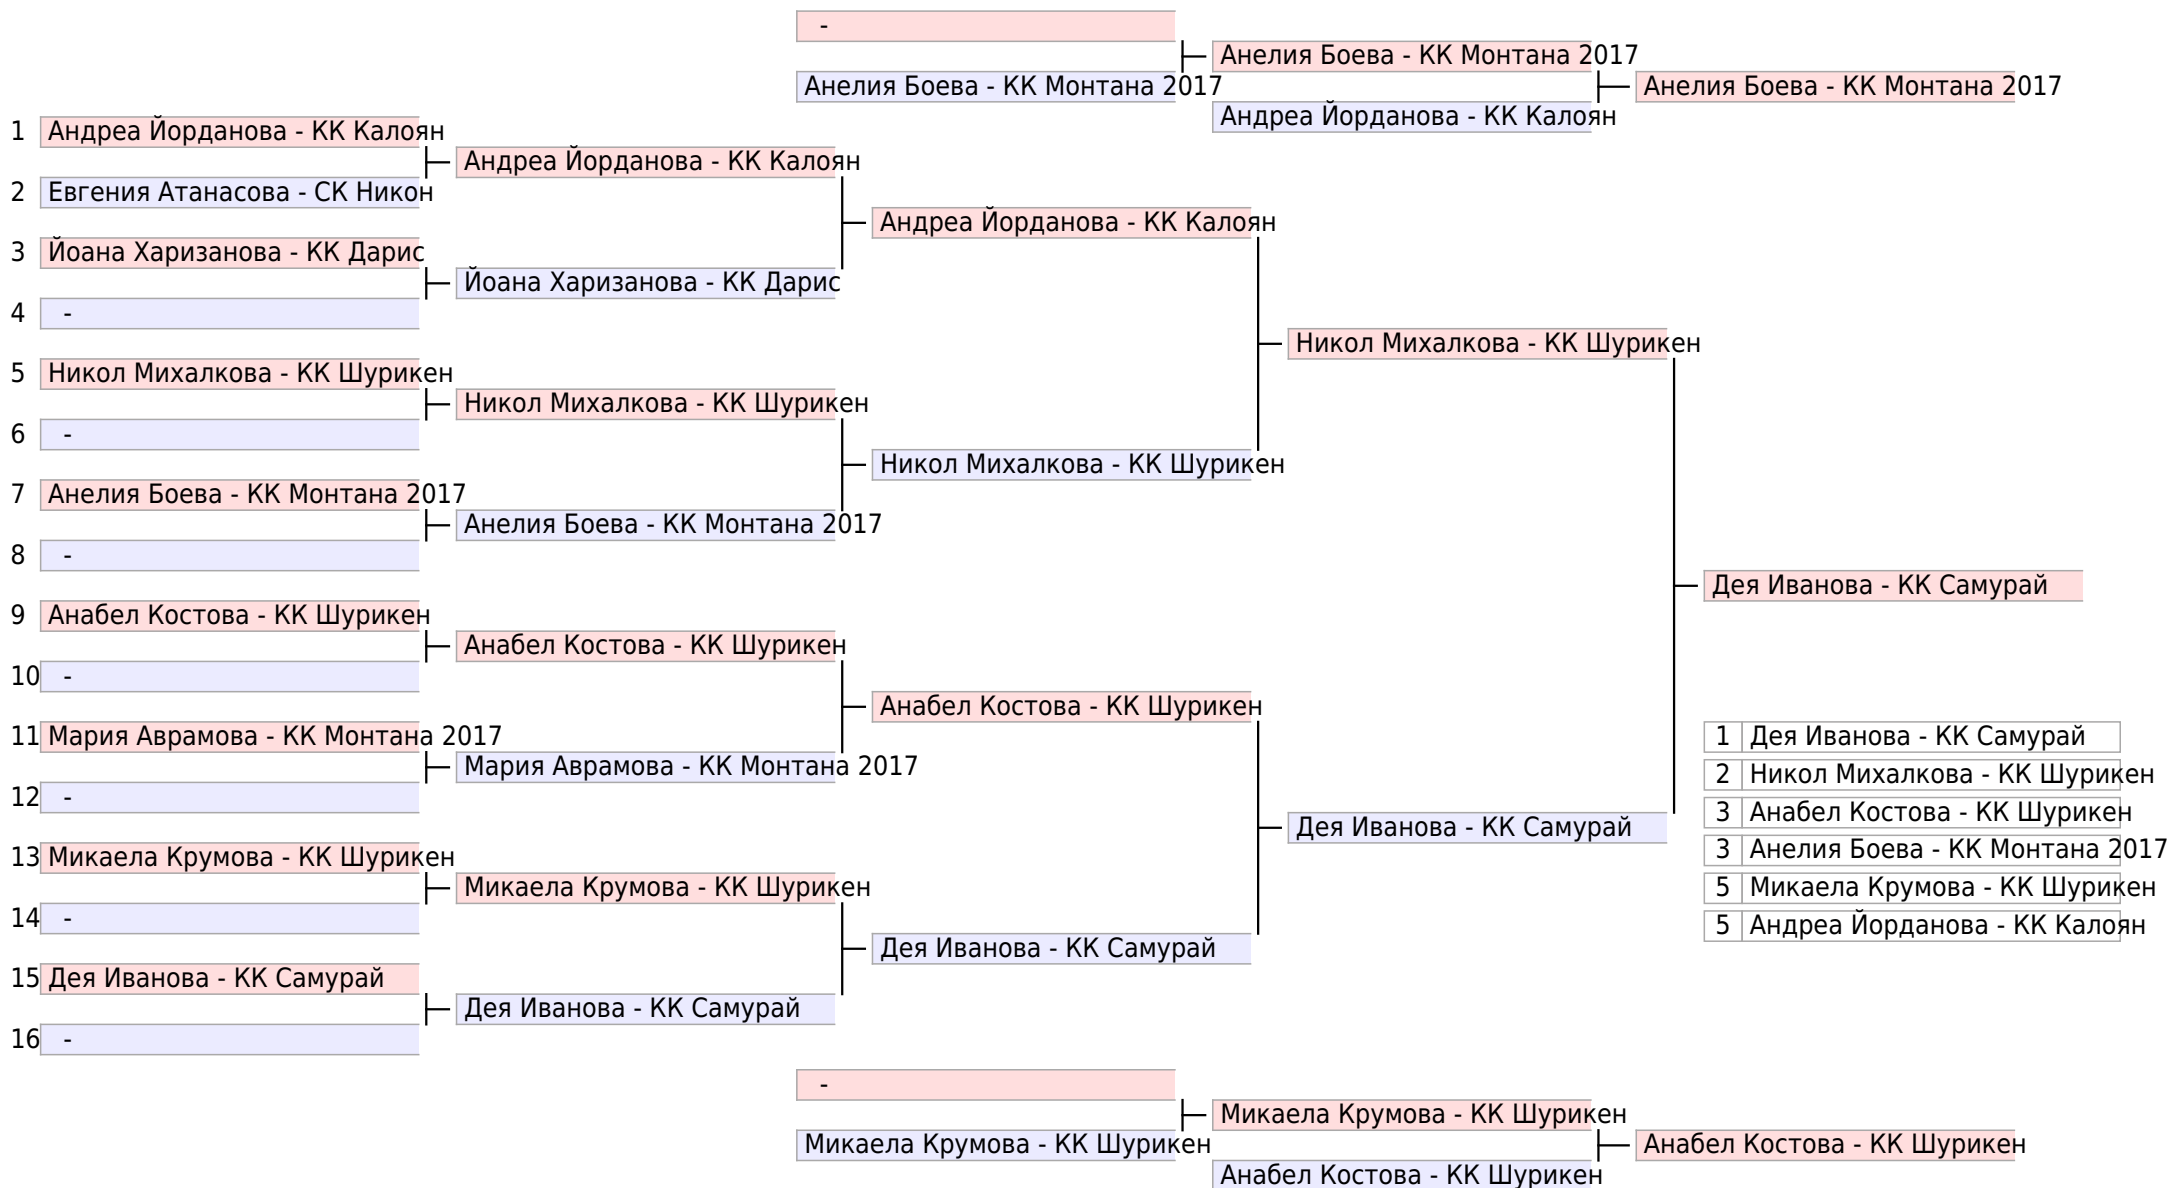 -
Анелия Боева - КК Монтана 2017
Анелия Боева - КК Монтана 2017
Анелия Боева - КК Монтана 2017
Андреа Йорданова - КК Калоян
1 Андреа Йорданова - КК Калоян
Андреа Йорданова - КК Калоян
2 Евгения Атанасова - СК Никон
Андреа Йорданова - КК Калоян
3 Йоана Харизанова - КК Дарис
Йоана Харизанова - КК Дарис
4 -
Никол Михалкова - КК Шурикен
5 Никол Михалкова - КК Шурикен
Никол Михалкова - КК Шурикен
6 -
Никол Михалкова - КК Шурикен
7 Анелия Боева - КК Монтана 2017
Анелия Боева - КК Монтана 2017
8 -
Дея Иванова - КК Самурай
9 Анабел Костова - КК Шурикен
Анабел Костова - КК Шурикен
10 -
Анабел Костова - КК Шурикен
11 Мария Аврамова - КК Монтана 2017
Мария Аврамова - КК Монтана 2017
12 -
Дея Иванова - КК Самурай
13 Микаела Крумова - КК Шурикен
Микаела Крумова - КК Шурикен
14 -
Дея Иванова - КК Самурай
15 Дея Иванова - КК Самурай
Дея Иванова - КК Самурай
16 -
1 Дея Иванова - КК Самурай
2 Никол Михалкова - КК Шурикен
3 Анабел Костова - КК Шурикен
3 Анелия Боева - КК Монтана 2017
5 Микаела Крумова - КК Шурикен
5 Андреа Йорданова - КК Калоян
-
Микаела Крумова - КК Шурикен
Микаела Крумова - КК Шурикен
Анабел Костова - КК Шурикен
Анабел Костова - КК Шурикен